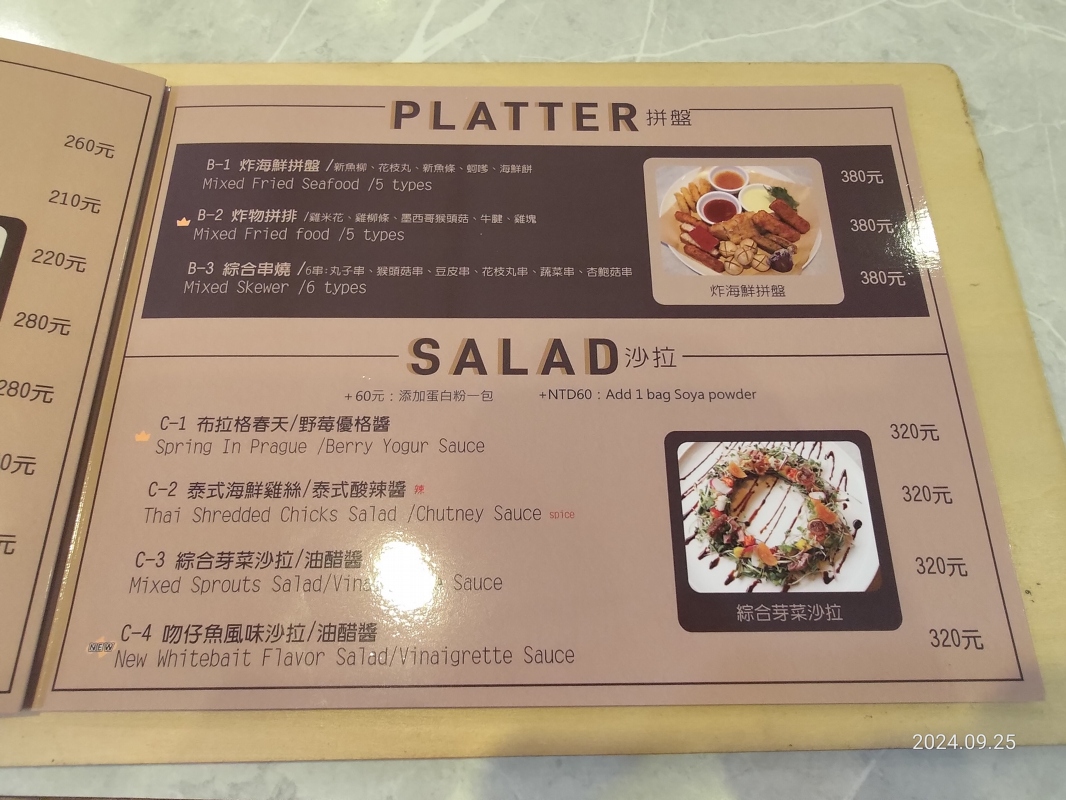 260元
210元
220元
280元
280元
0元
元
PLATTER 拼盤
B-1 炸海鮮拼盤 /新魚柳、花枝丸、新魚條、蚵嗲、海鮮餅
Mixed Fried Seafood /5 types
380元
B-2 炸物拼排 /雞米花、雞柳條、墨西哥猴頭菇、牛腱、雞塊
Mixed Fried food /5 types
380元
B-3 綜合串燒 /6串:丸子串、猴頭菇串、豆皮串、花枝丸串、蔬菜串、杏鮑菇串
Mixed Skewer /6 types
380元
炸海鮮拼盤
SALAD 沙拉
+60元：添加蛋白粉一包 +NTD60：Add 1 bag Soya powder
C-1 布拉格春天/野莓優格醬
Spring In Prague /Berry Yogur Sauce
320元
C-2 泰式海鮮雞絲/泰式酸辣醬 辣
Thai Shredded Chicks Salad /Chutney Sauce spice
320元
C-3 綜合芽菜沙拉/油醋醬
Mixed Sprouts Salad/Vina e Sauce
320元
綜合芽菜沙拉
C-4 吻仔魚風味沙拉/油醋醬
NEW New Whitebait Flavor Salad/Vinaigrette Sauce
320元
2024.09.25